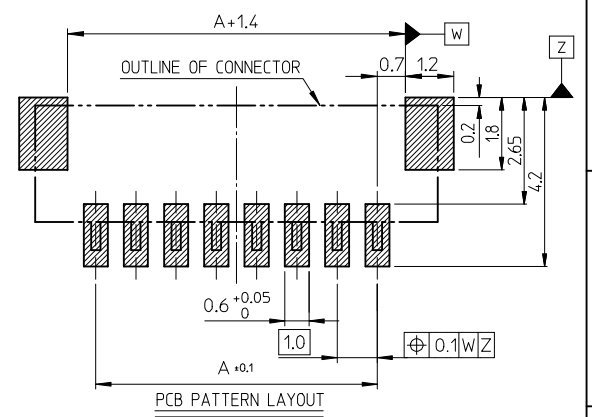 A+1.4
W
Z
0.7
1.2
OUTLINE OF CONNECTOR
0.2
1.8
2.65
4.2
0.6 +0.05
0
1.0
⌖ 0.1 W Z
A ±0.1
PCB PATTERN LAYOUT